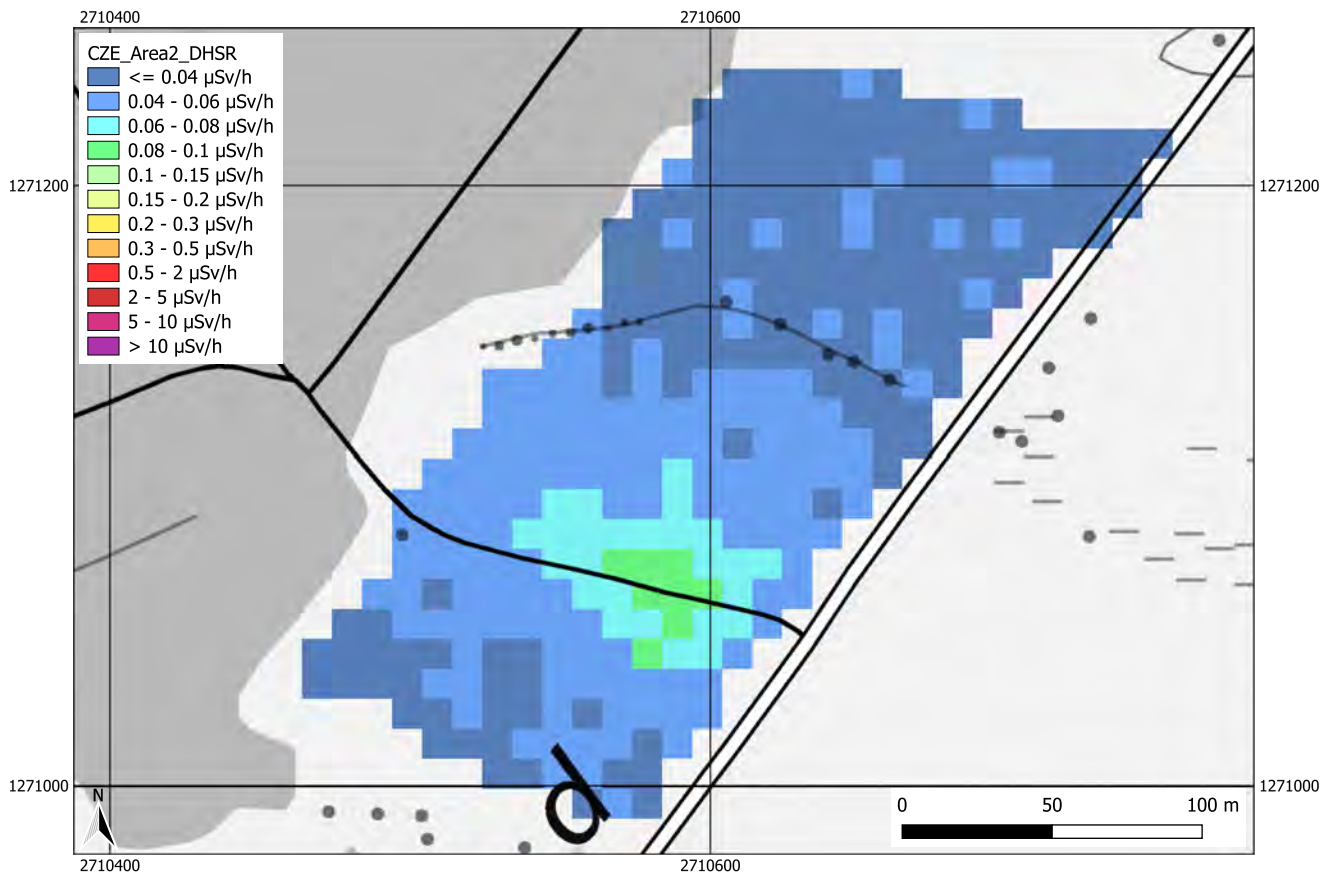 2710400 2710600
CZE_Area2_DHSR
<= 0.04 µSv/h
0.04 - 0.06 µSv/h
0.06 - 0.08 µSv/h
0.08 - 0.1 µSv/h
0.1 - 0.15 µSv/h
0.15 - 0.2 µSv/h
0.2 - 0.3 µSv/h
0.3 - 0.5 µSv/h
0.5 - 2 µSv/h
2 - 5 µSv/h
5 - 10 µSv/h
> 10 µSv/h
1271200 1271200
d
1271000 1271000
N
0 50 100 m
2710400 2710600